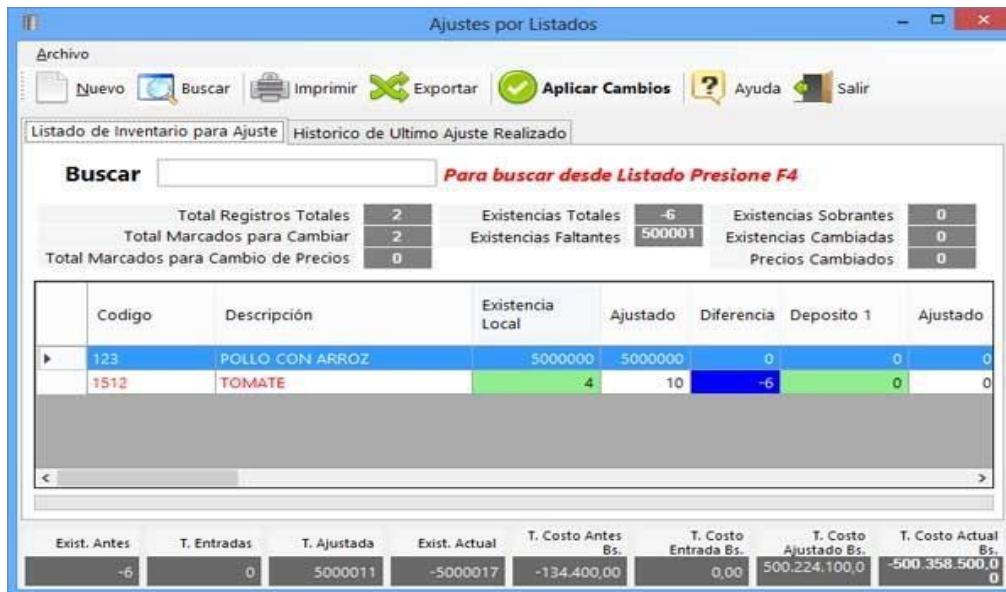 Ajustes por Listados
Archivo
Nuevo Buscar Imprimir Exportar Aplicar Cambios Ayuda Salir
Listado de Inventario para Ajuste Historico de Ultimo Ajuste Realizado
Buscar Para buscar desde Listado Presione F4
Total Registros Totales 2 Existencias Totales -6 Existencias Sobrantes 0
Total Marcados para Cambiar 2 Existencias Faltantes 500001 Existencias Cambiadas 0
Total Marcados para Cambio de Precios 0 Precios Cambiados 0
Codigo Descripción Existencia Local Ajustado Diferencia Deposito 1 Ajustado
123 POLLO CON ARROZ 5000000 5000000 0 0 0
1512 TOMATE 4 10 -6 0 0
Exist. Antes T. Entradas T. Ajustada Exist. Actual T. Costo Antes Bs. T. Costo Entrada Bs. T. Costo Ajustado Bs. T. Costo Actual Bs.
-6 0 5000011 -5000017 -134.400,00 0,00 500.224.100,0 -500.358.500,00